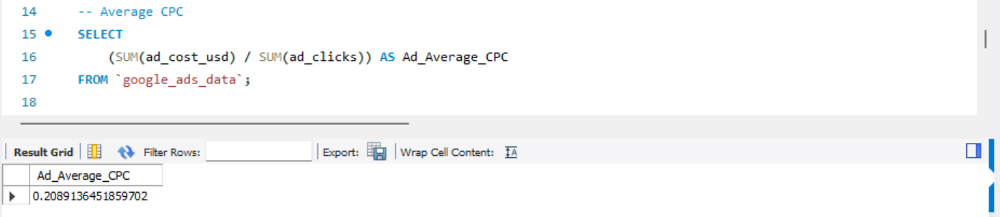 14 -- Average CPC
15 SELECT
16 (SUM(ad_cost_usd) / SUM(ad_clicks)) AS Ad_Average_CPC
17 FROM `google_ads_data`;
18
Result Grid Filter Rows: Export: Wrap Cell Content: IA
Ad_Average_CPC
0.2089136451859702